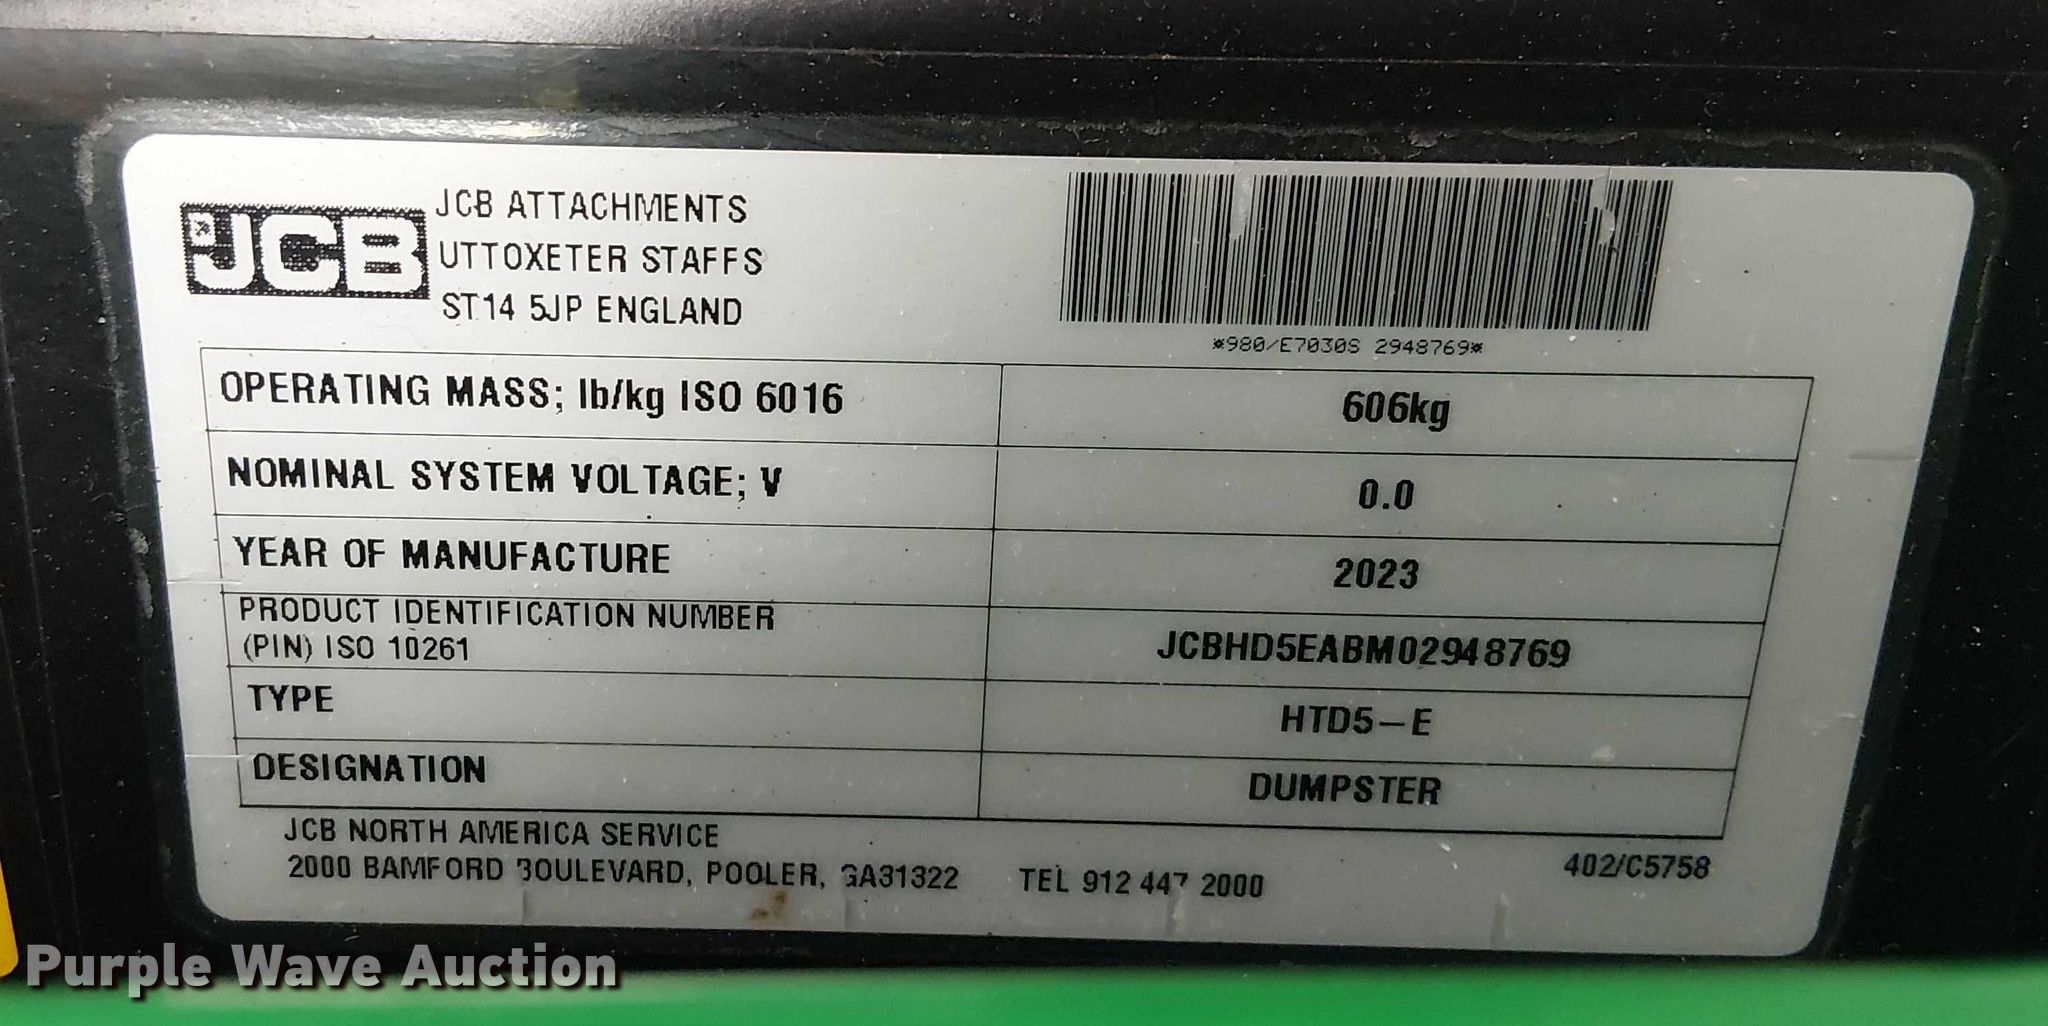 JCB
JCB ATTACHMENTS
UTTOXETER STAFFS
ST14 5JP ENGLAND
*980/E7030S 2948769*
OPERATING MASS; lb/kg ISO 6016 606kg
NOMINAL SYSTEM VOLTAGE; V 0.0
YEAR OF MANUFACTURE 2023
PRODUCT IDENTIFICATION NUMBER
(PIN) ISO 10261 JCBHD5EABM02948769
TYPE HTD5-E
DESIGNATION DUMPSTER
JCB NORTH AMERICA SERVICE
2000 BAMFORD BOULEVARD, POOLER, GA31322 TEL 912 447 2000
402/C5758
Purple Wave Auction